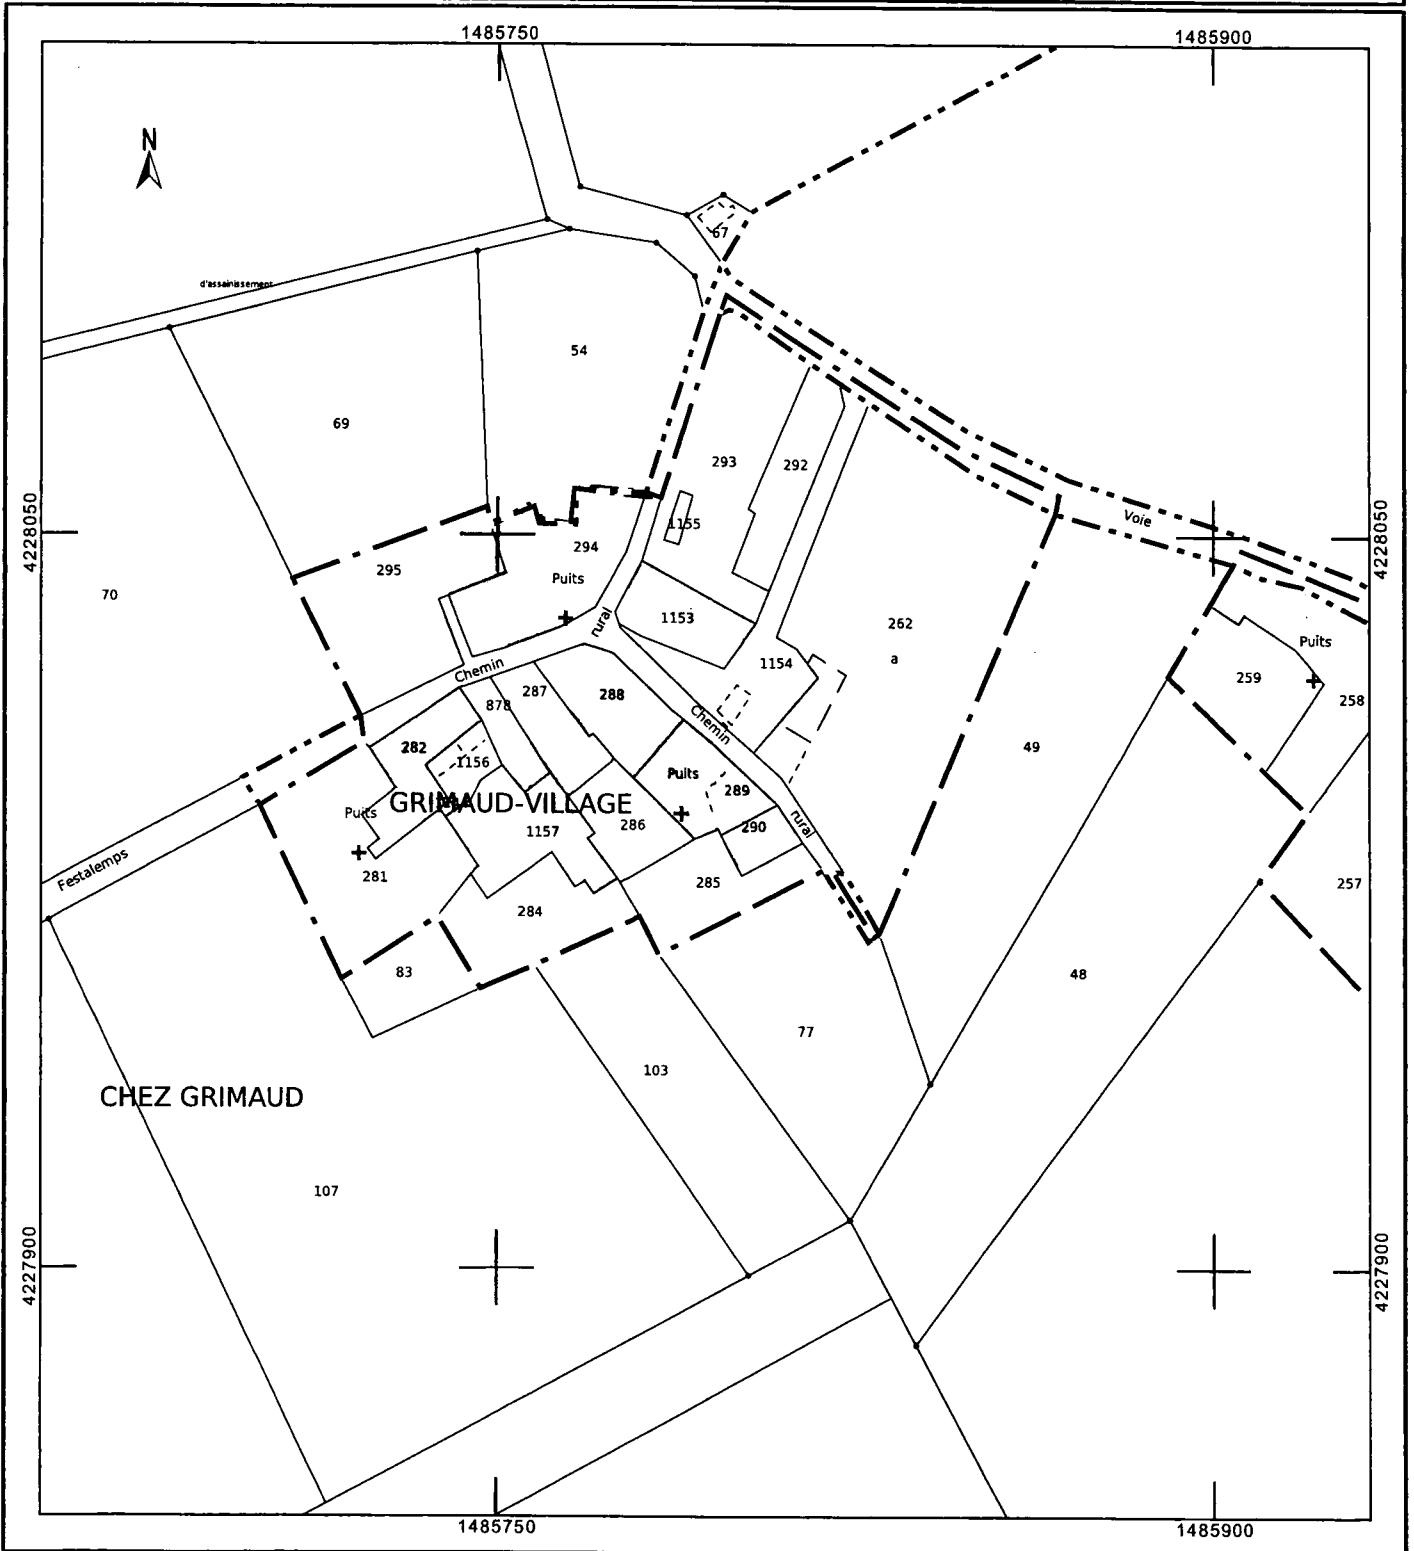 1485750
1485900
N
67
d'assainissement
54
69
293
292
4228050
4228050
1155
Voie
294
295
Puits
70
1153
rural
262
Puits
1154
a
Chemin
259
287
288
258
878
Chemin
282
49
1156
Puits
289
GRIMAUD-VILLAGE
Puits
290
rural
1157
286
Festalemps
281
285
257
284
83
48
77
103
CHEZ GRIMAUD
107
4227900
4227900
1485750
1485900